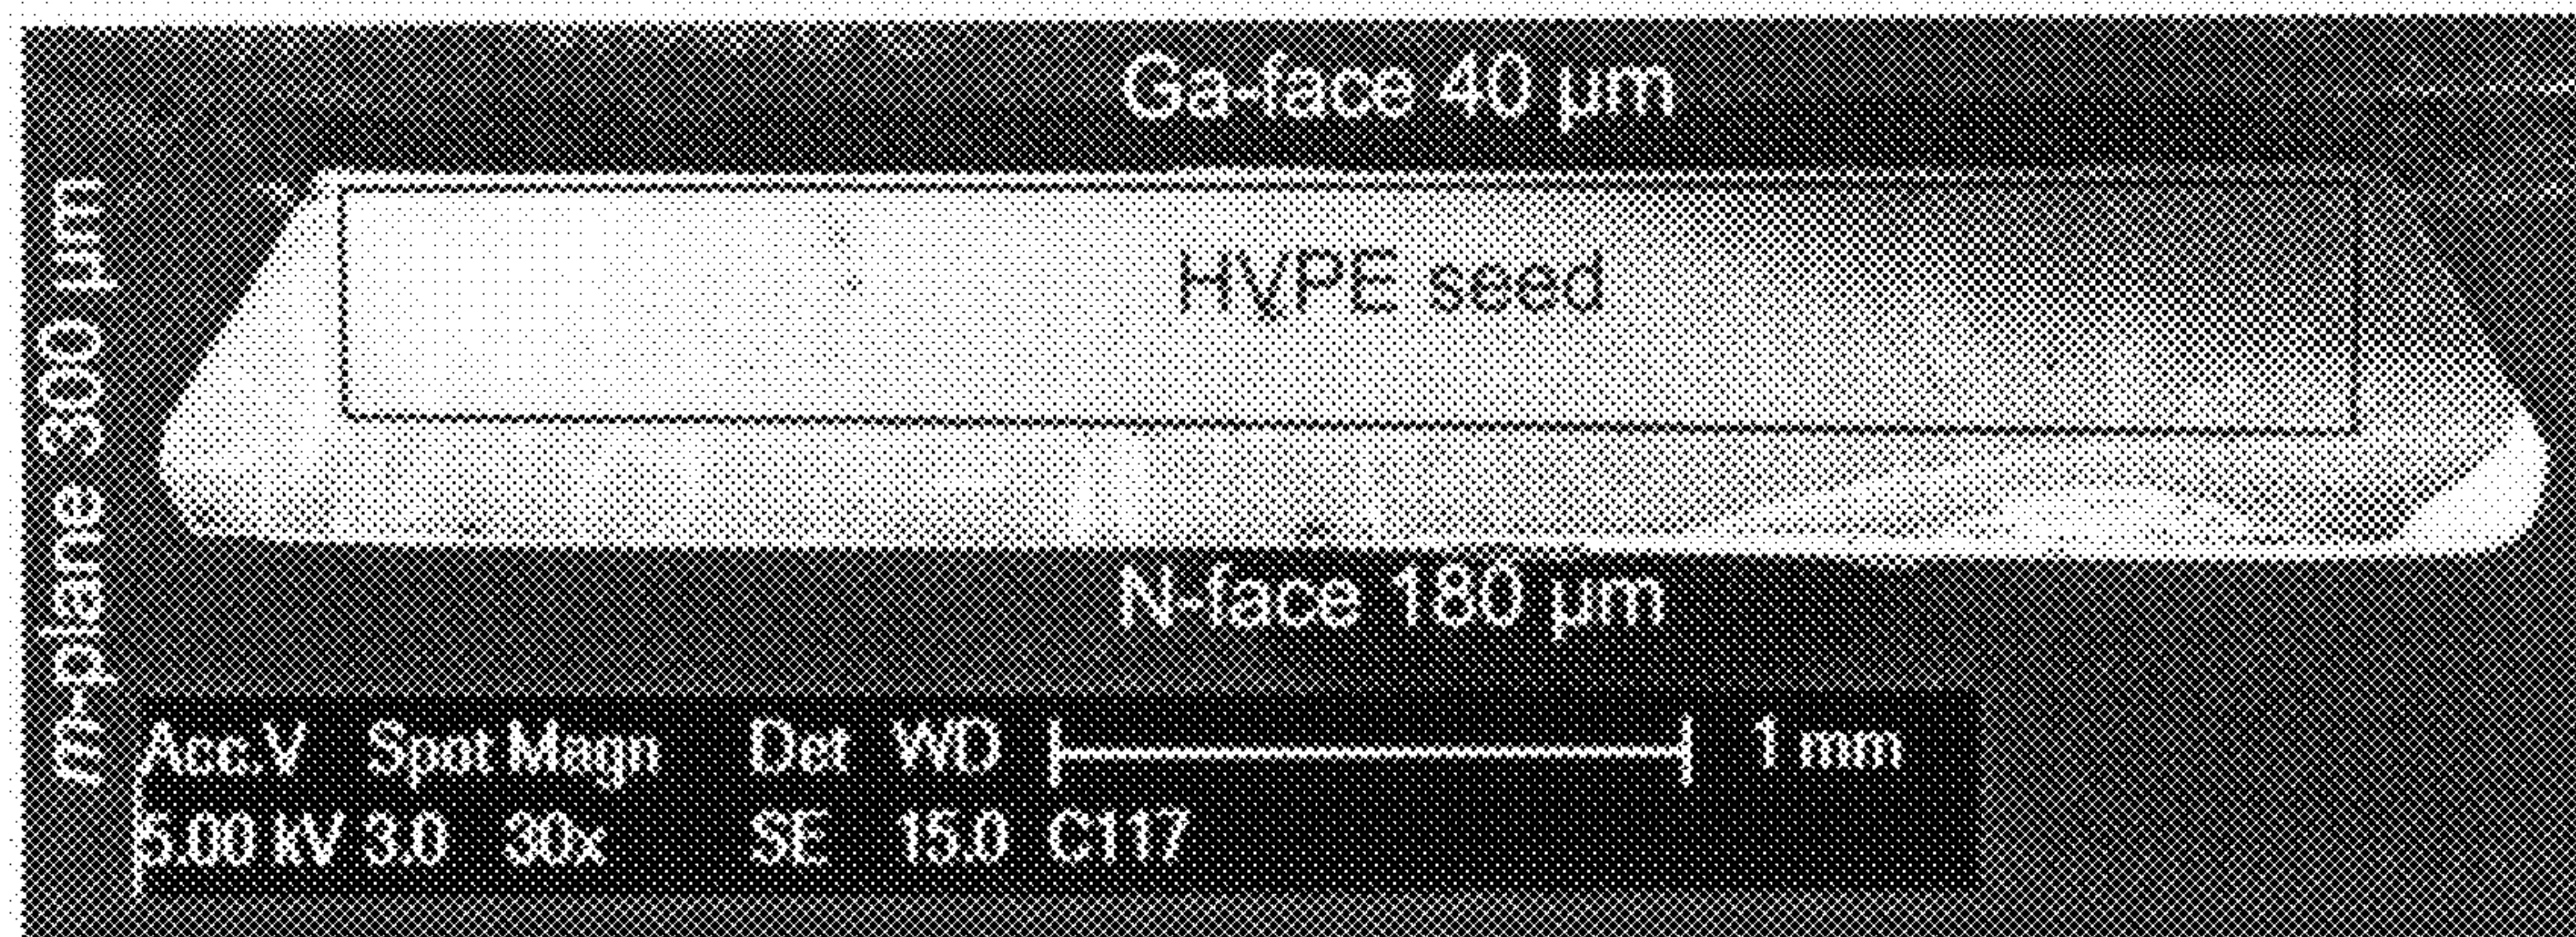 Ga-face 40 µm
m-plane 300 µm
HVPE seed
N-face 180 µm
Acc.V Spot Magn Det WD 1 mm
5.00 kV 3.0 30x SE 15.0 C117